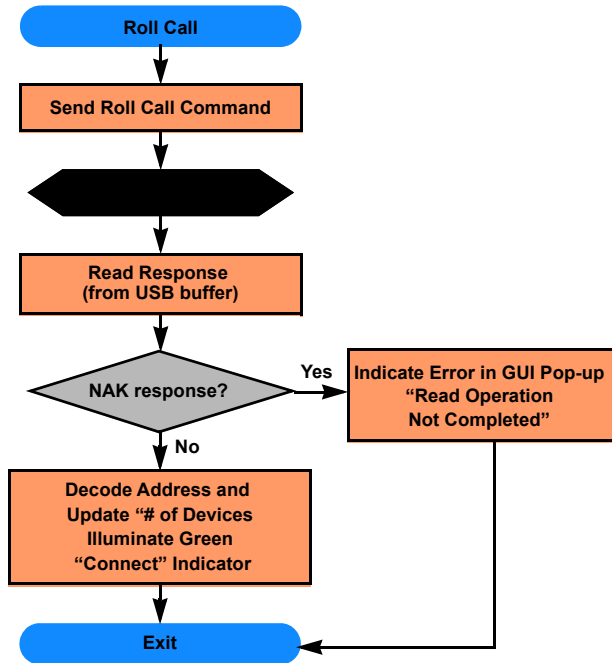 Roll Call
Send Roll Call Command
Read Response
(from USB buffer)
NAK response?
Yes
Indicate Error in GUI Pop-up
“Read Operation
Not Completed”
No
Decode Address and
Update “# of Devices
Illuminate Green
“Connect” Indicator
Exit